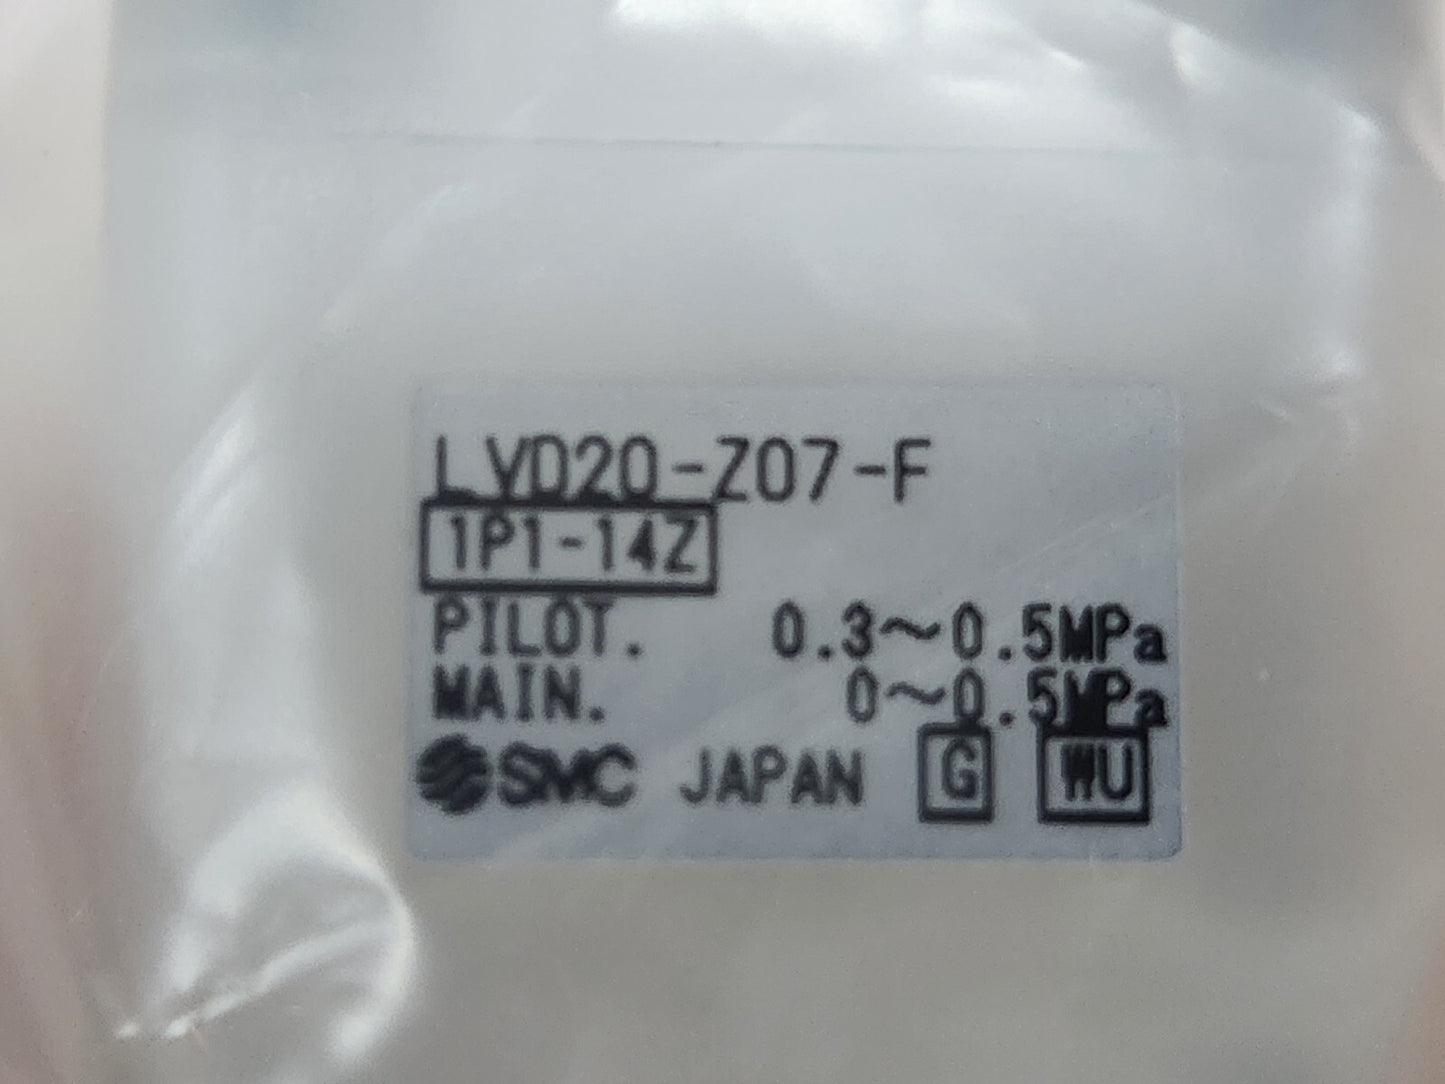 LVD20-Z07-F
1P1-14Z
PILOT. 0.3～0.5MPa
MAIN. 0～0.5MPa
SMC JAPAN G WU